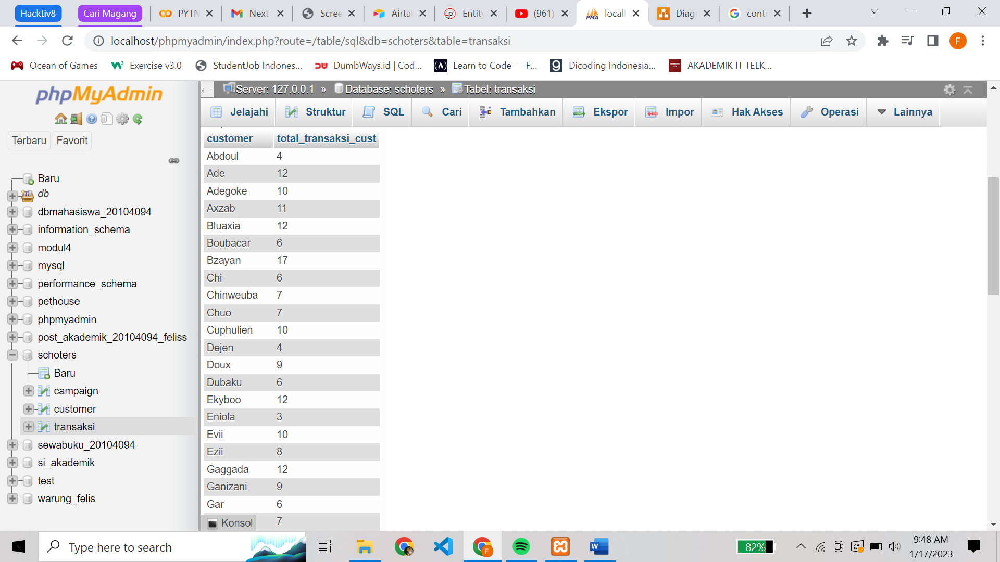 Hacktiv8
Cari Magang
PYTN
Next
Scree
Airtal
Entity
(961)
locall
Diagr
conto
localhost/phpmyadmin/index.php?route=/table/sql&db=schoters&table=transaksi
F
Ocean of Games
Exercise v3.0
StudentJob Indones...
DumbWays.id | Cod...
Learn to Code — F...
Dicoding Indonesia...
AKADEMIK IT TELK...
phpMyAdmin
Terbaru
Favorit
Baru
db
dbmahasiswa_20104094
information_schema
modul4
mysql
performance_schema
pethouse
phpmyadmin
post_akademik_20104094_feliss
schoters
Baru
campaign
customer
transaksi
sewabuku_20104094
si_akademik
test
warung_felis
Server: 127.0.0.1 » Database: schoters » Tabel: transaksi
Jelajahi
Struktur
SQL
Cari
Tambahkan
Ekspor
Impor
Hak Akses
Operasi
Lainnya
customer total_transaksi_cust
Abdoul 4
Ade 12
Adegoke 10
Axzab 11
Bluaxia 12
Boubacar 6
Bzayan 17
Chi 6
Chinweuba 7
Chuo 7
Cuphulien 10
Dejen 4
Doux 9
Dubaku 6
Ekyboo 12
Eniola 3
Evii 10
Ezii 8
Gaggada 12
Ganizani 9
Gar 6
7
Konsol
Type here to search
82%
9:48 AM
1/17/2023